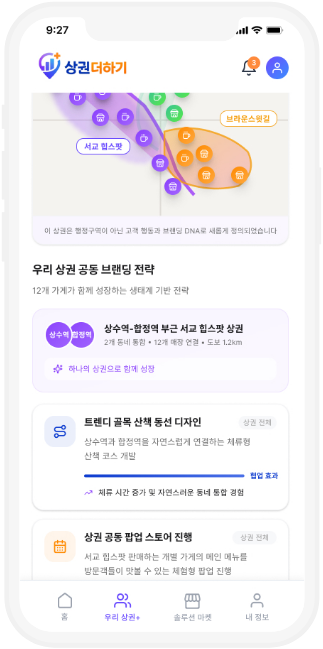 9:27
상권더하기
3
브레운스윗길
서교 힙스팟
이 상권은 행정구역이 아닌 고객 행동과 브랜딩 DNA로 새롭게 정의되었습니다
우리 상권 공동 브랜딩 전략
12개 가게가 함께 성장하는 생태계 기반 전략
상수역 합정역
상수역-합정역 부근 서교 힙스팟 상권
2개 동네 통합 • 12개 매장 연결 • 도보 1.2km
하나의 상권으로 함께 성장
트렌디 골목 산책 동선 디자인
상권 전체
상수역과 합정역을 자연스럽게 연결하는 체류형
산책 코스 개발
협업 효과
체류 시간 증가 및 자연스러운 동네 통합 경험
상권 공동 팝업 스토어 진행
상권 전체
서교 힙스팟 판매하는 개별 가게의 메인 메뉴를
방문객들이 맛볼 수 있는 체험형 팝업 진행
홈
우리 상권+
솔루션 마켓
내 정보